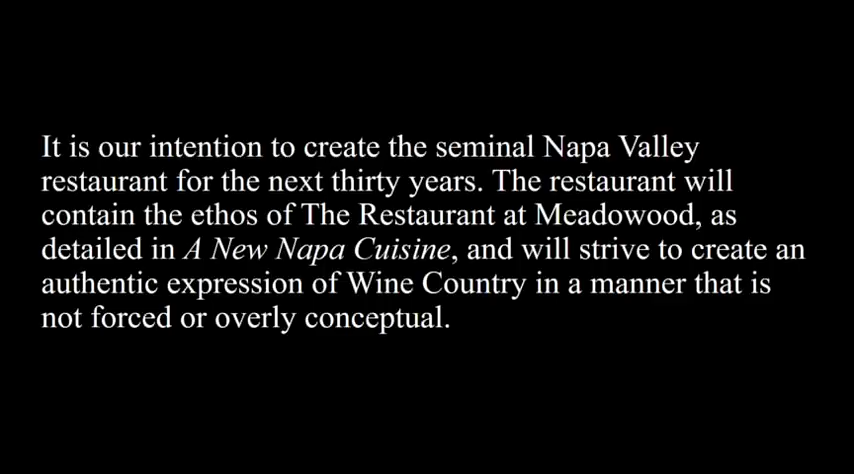 It is our intention to create the seminal Napa Valley
restaurant for the next thirty years. The restaurant will
contain the ethos of The Restaurant at Meadowood, as
detailed in A New Napa Cuisine, and will strive to create an
authentic expression of Wine Country in a manner that is
not forced or overly conceptual.